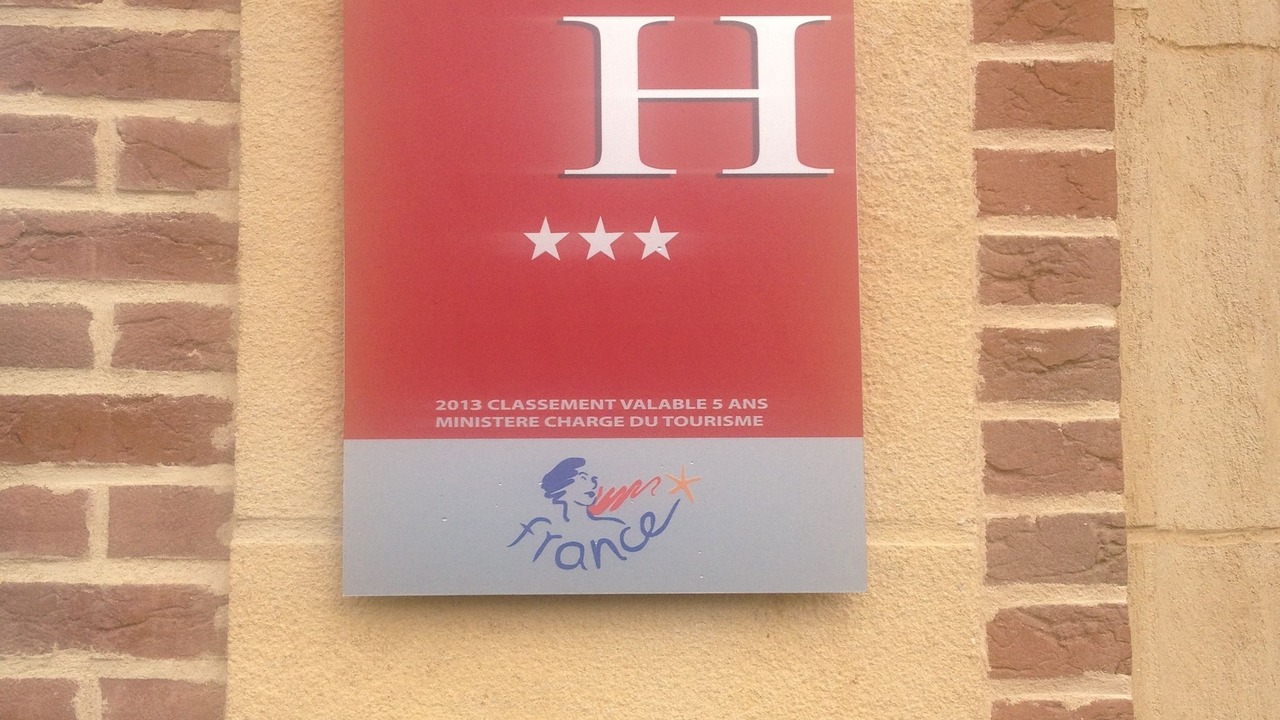 H
2013 CLASSEMENT VALABLE 5 ANS
MINISTERE CHARGE DU TOURISME
france